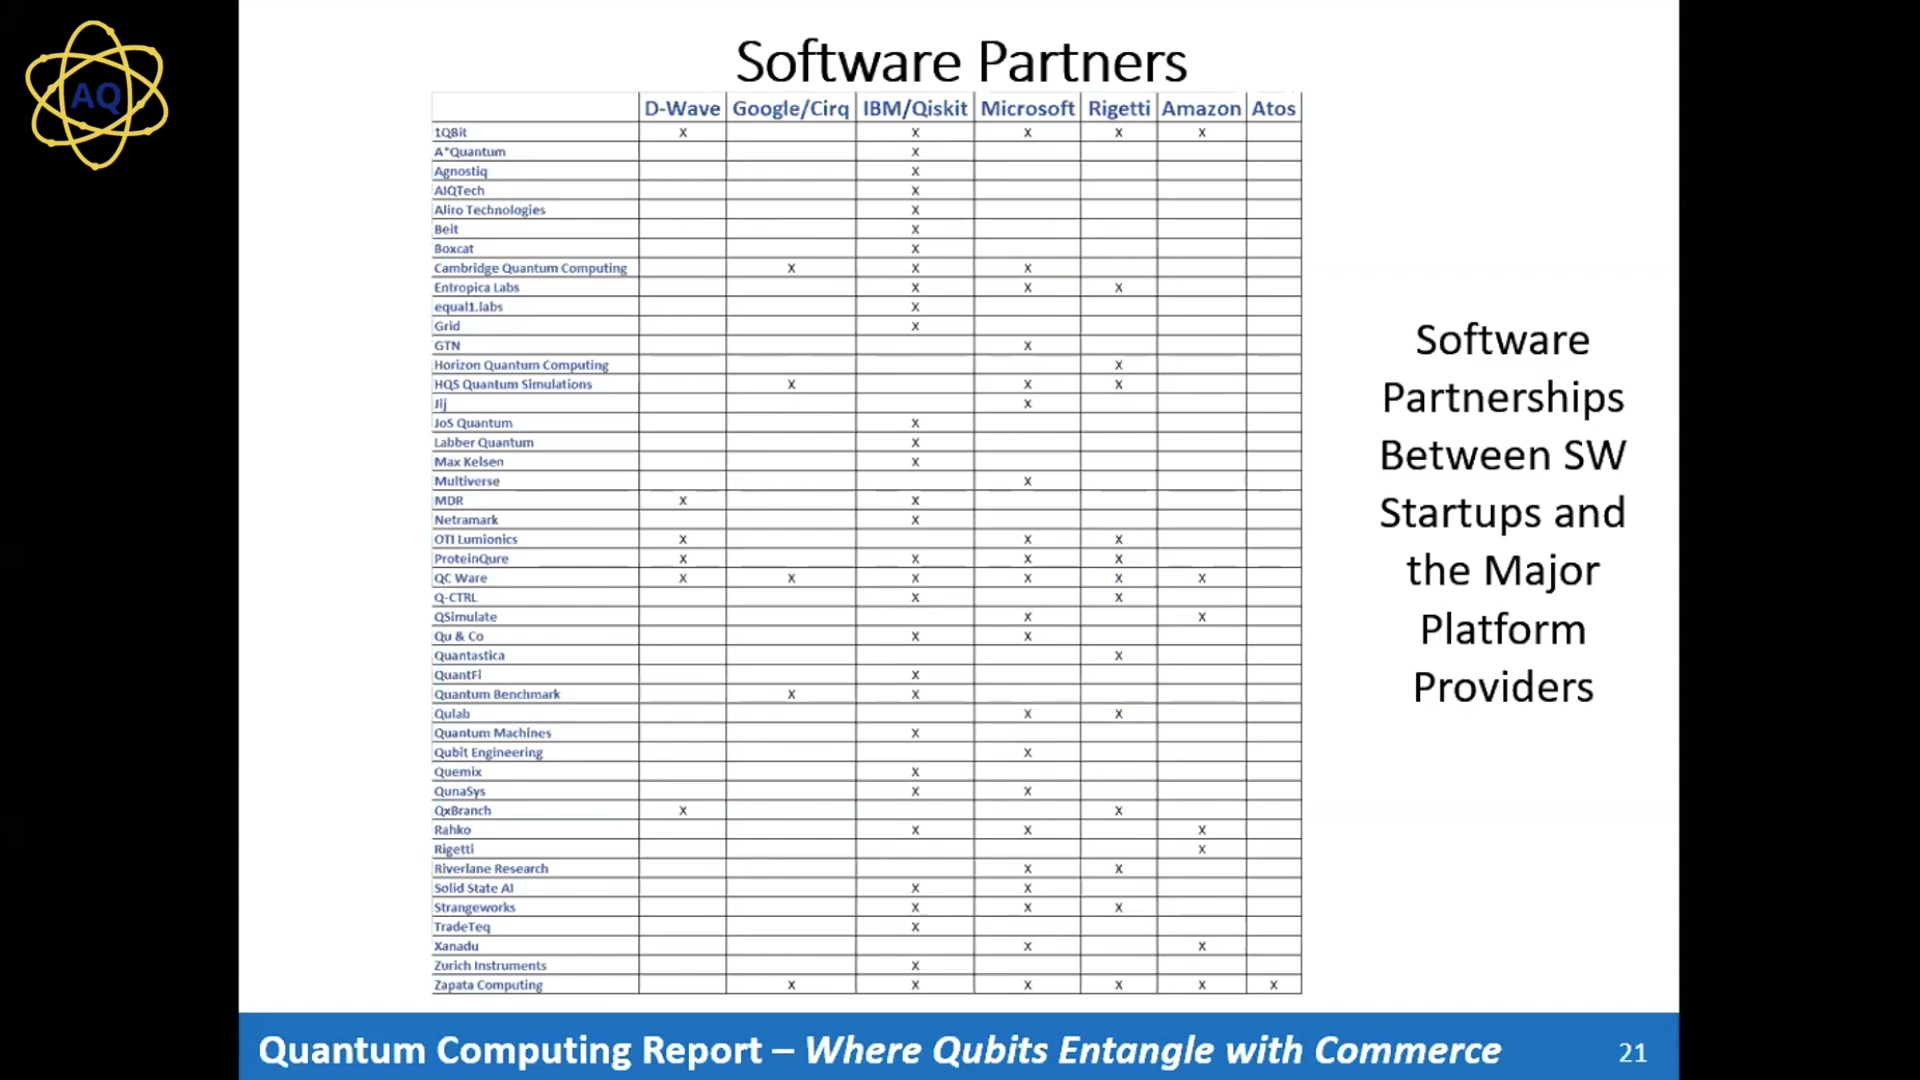 AQ
Software Partners
D-Wave Google/Cirq IBM/Qiskit Microsoft Rigetti Amazon Atos
1QBit X X X X X
A*Quantum X
Agnostiq X
AIQTech X
Aliro Technologies X
Beit X
Boxcat X
Cambridge Quantum Computing X X X
Entropica Labs X X X
equal1.labs X
Grid X
GTN X
Horizon Quantum Computing X
HQS Quantum Simulations X X X
Jij X
JoS Quantum X
Labber Quantum X
Max Kelsen X
Multiverse X
MDR X X
Netramark X
OTI Lumionics X X X
ProteinQure X X X X
QC Ware X X X X X X
Q-CTRL X X
QSimulate X X
Qu & Co X X
Quantastica X
QuantFi X
Quantum Benchmark X X
Qulab X X
Quantum Machines X
Qubit Engineering X
Quemix X
QunaSys X X
QxBranch X X
Rahko X X X
Rigetti X
Riverlane Research X X
Solid State AI X X
Strangeworks X X X
TradeTeq X
Xanadu X X
Zurich Instruments X
Zapata Computing X X X X X X
Software
Partnerships
Between SW
Startups and
the Major
Platform
Providers
Quantum Computing Report – Where Qubits Entangle with Commerce 21